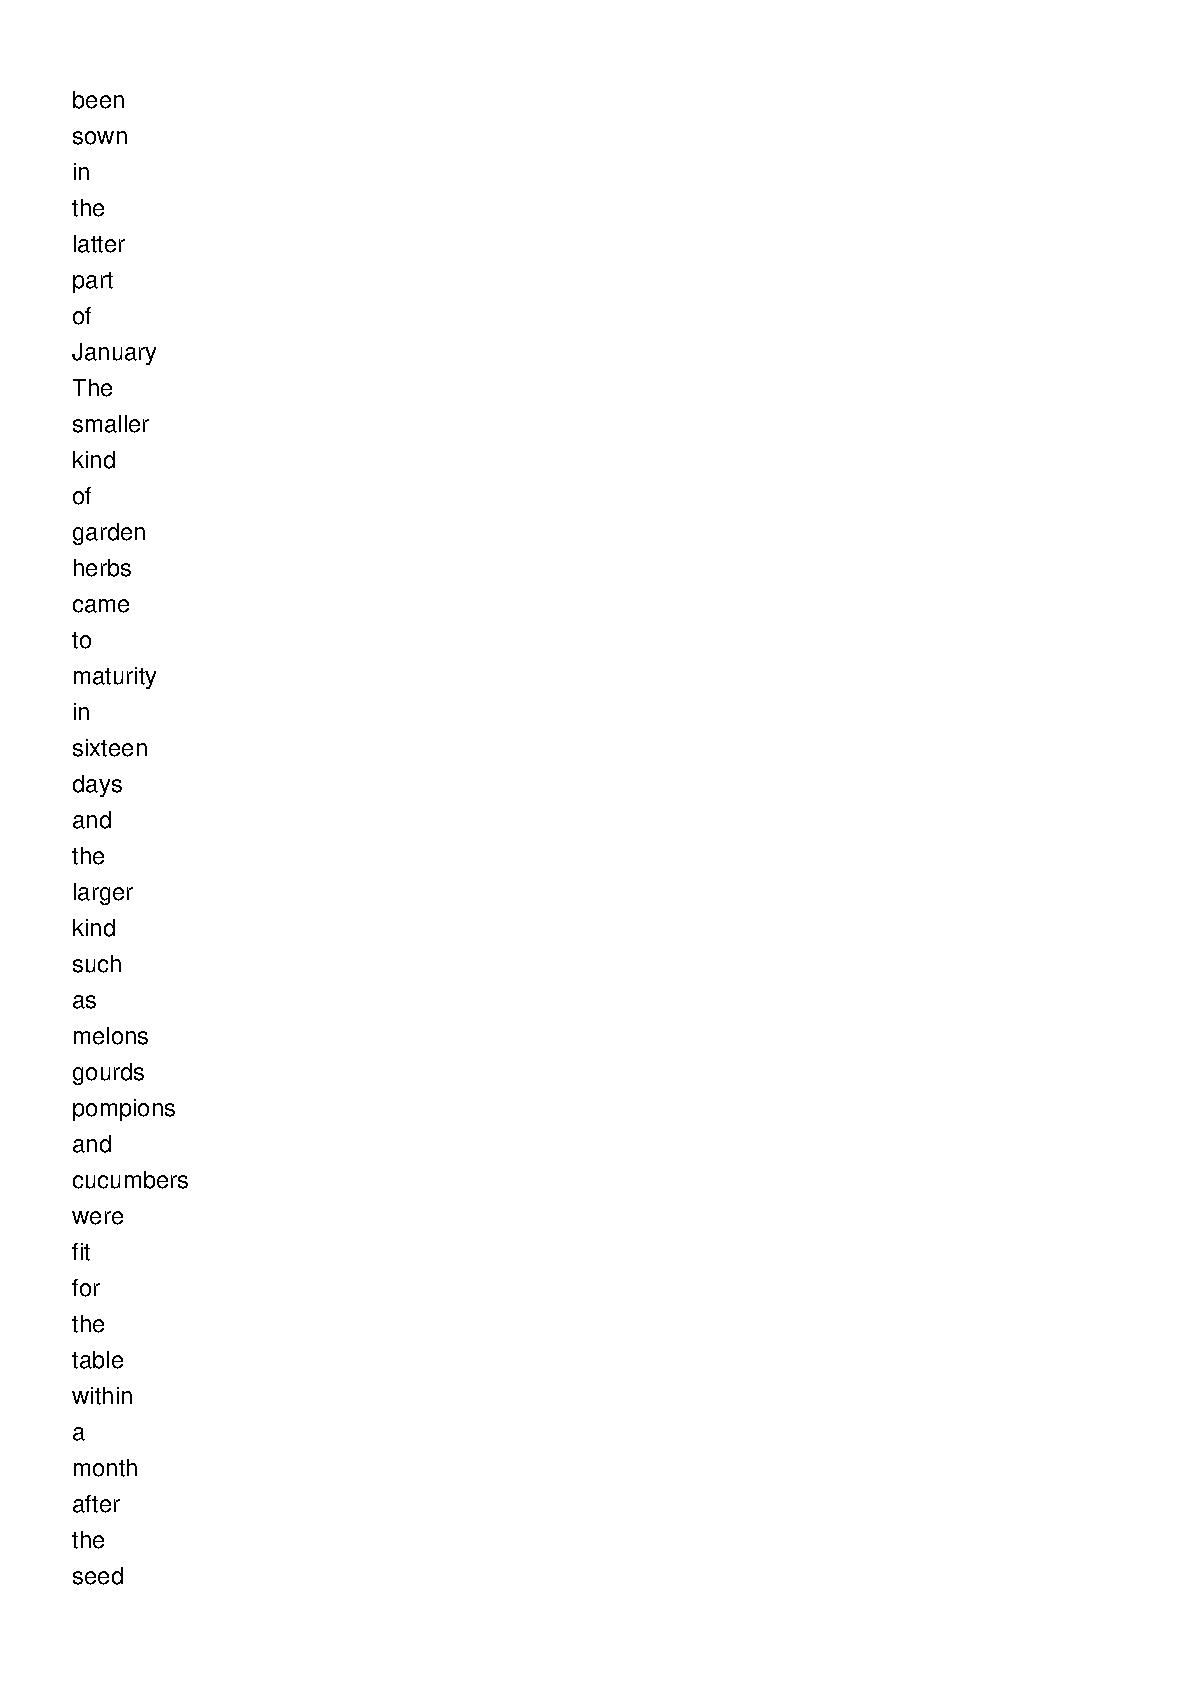 been
sown
in
the
latter
part
of
January
The
smaller
kind
of
garden
herbs
came
to
maturity
in
sixteen
days
and
the
larger
kind
such
as
melons
gourds
pompions
and
cucumbers
were
fit
for
the
table
within
a
month
after
the
seed